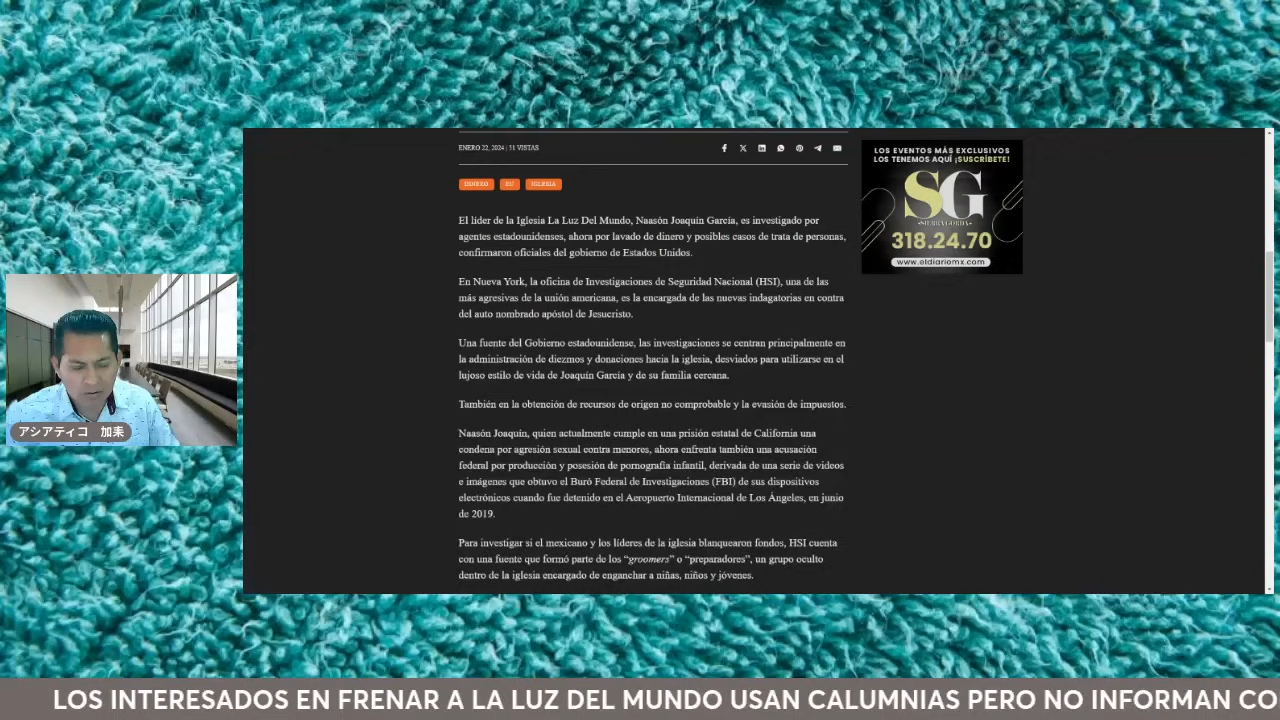 ENERO 22, 2024 | 31 VISTAS
DINERO
EU
IGLESIA
El líder de la Iglesia La Luz Del Mundo, Naasón Joaquín García, es investigado por
agentes estadounidenses, ahora por lavado de dinero y posibles casos de trata de personas,
confirmaron oficiales del gobierno de Estados Unidos.
En Nueva York, la oficina de Investigaciones de Seguridad Nacional (HSI), una de las
más agresivas de la unión americana, es la encargada de las nuevas indagatorias en contra
del auto nombrado apóstol de Jesucristo.
Una fuente del Gobierno estadounidense, las investigaciones se centran principalmente en
la administración de diezmos y donaciones hacia la iglesia, desviados para utilizarse en el
lujoso estilo de vida de Joaquín García y de su familia cercana.
También en la obtención de recursos de origen no comprobable y la evasión de impuestos.
Naasón Joaquín, quien actualmente cumple en una prisión estatal de California una
condena por agresión sexual contra menores, ahora enfrenta también una acusación
federal por producción y posesión de pornografía infantil, derivada de una serie de videos
e imágenes que obtuvo el Buró Federal de Investigaciones (FBI) de sus dispositivos
electrónicos cuando fue detenido en el Aeropuerto Internacional de Los Ángeles, en junio
de 2019.
Para investigar si el mexicano y los líderes de la iglesia blanquearon fondos, HSI cuenta
con una fuente que formó parte de los “groomers” o “preparadores”, un grupo oculto
dentro de la iglesia encargado de enganchar a niñas, niños y jóvenes.
LOS EVENTOS MÁS EXCLUSIVOS
LOS TENEMOS AQUÍ ¡SUSCRÍBETE!
SG
SIERRA GORDA
318.24.70
www.eldiariomx.com
アシアティコ 加耒
LOS INTERESADOS EN FRENAR A LA LUZ DEL MUNDO USAN CALUMNIAS PERO NO INFORMAN CO